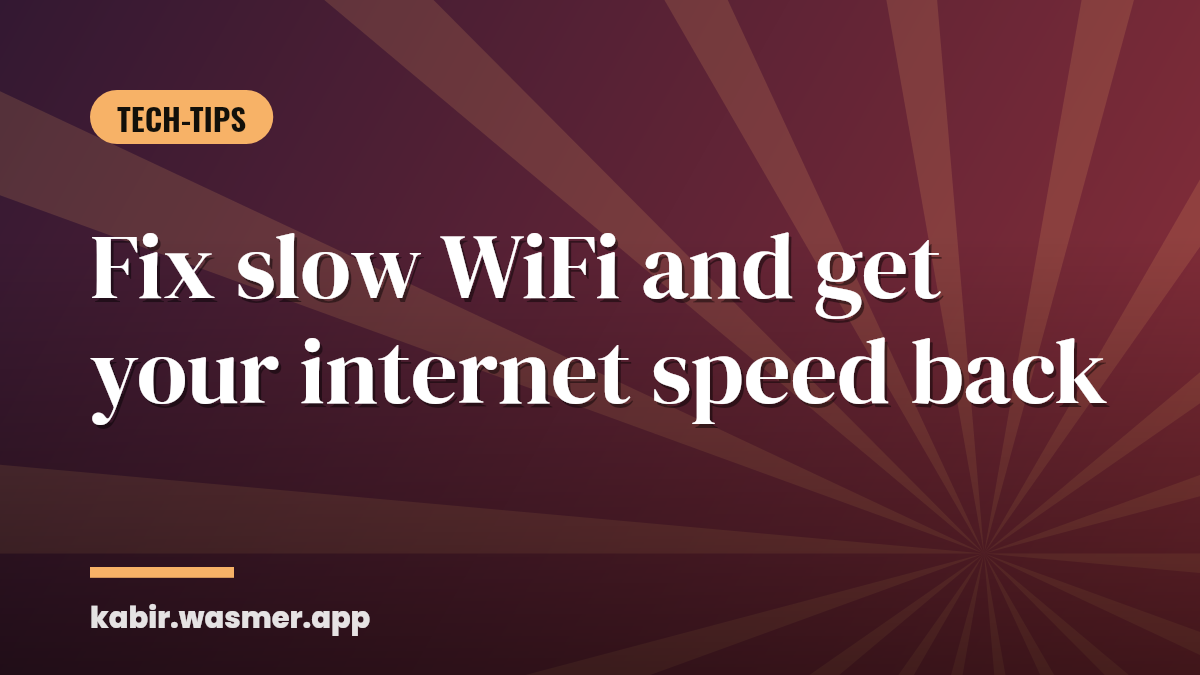 TECH-TIPS
Fix slow WiFi and get
your internet speed back
kabir.wasmer.app